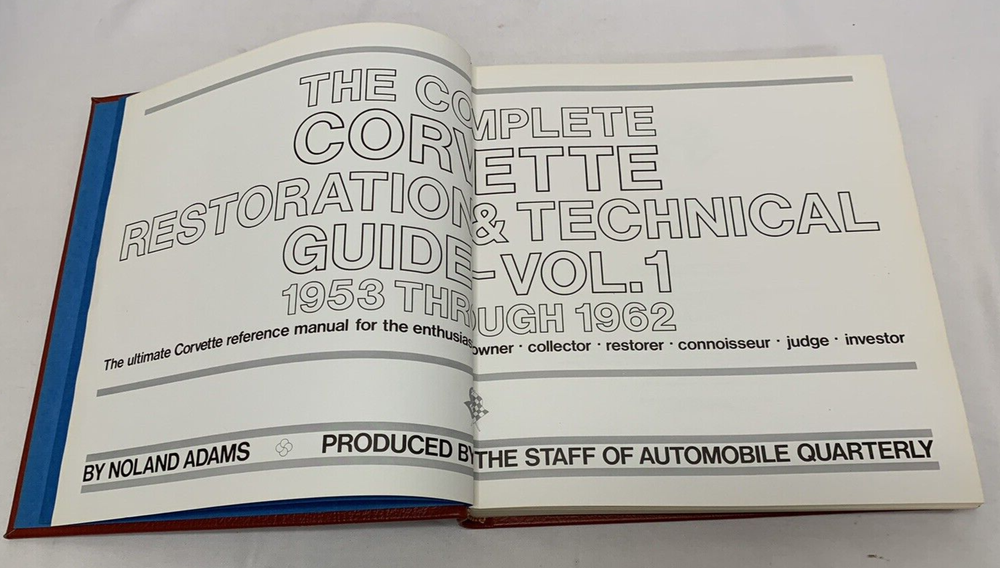 THE COMPLETE
CORVETTE
RESTORATION & TECHNICAL
GUIDE-VOL.1
1953 THROUGH 1962
The ultimate Corvette reference manual for the enthusias owner · collector · restorer · connoisseur · judge · investor
BY NOLAND ADAMS PRODUCED BY THE STAFF OF AUTOMOBILE QUARTERLY